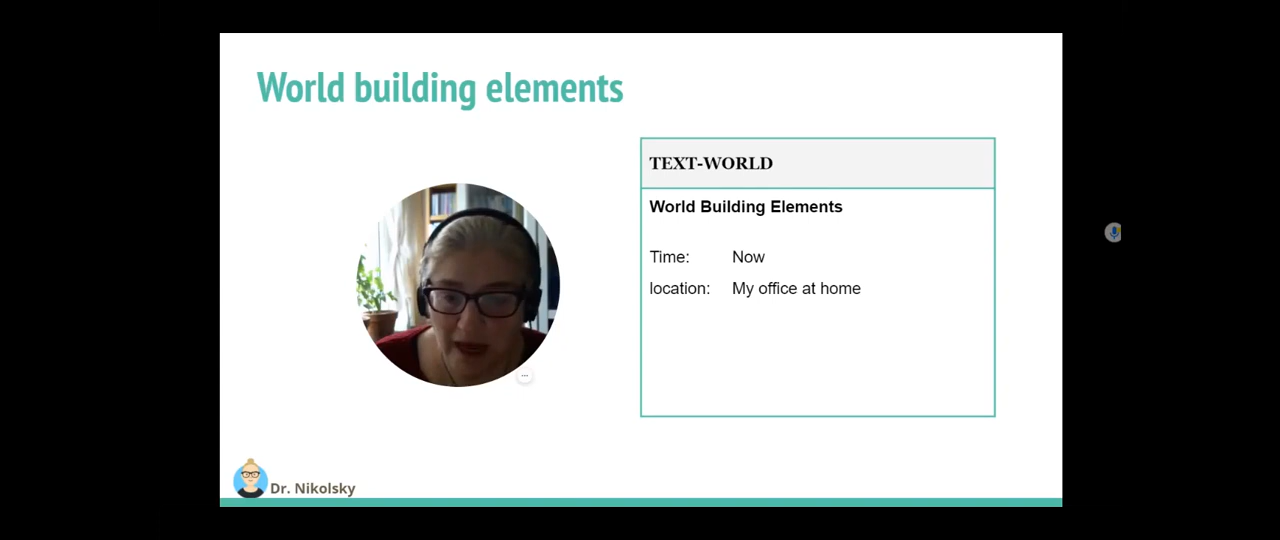 World building elements
TEXT-WORLD
World Building Elements
Time: Now
location: My office at home
Dr. Nikolsky